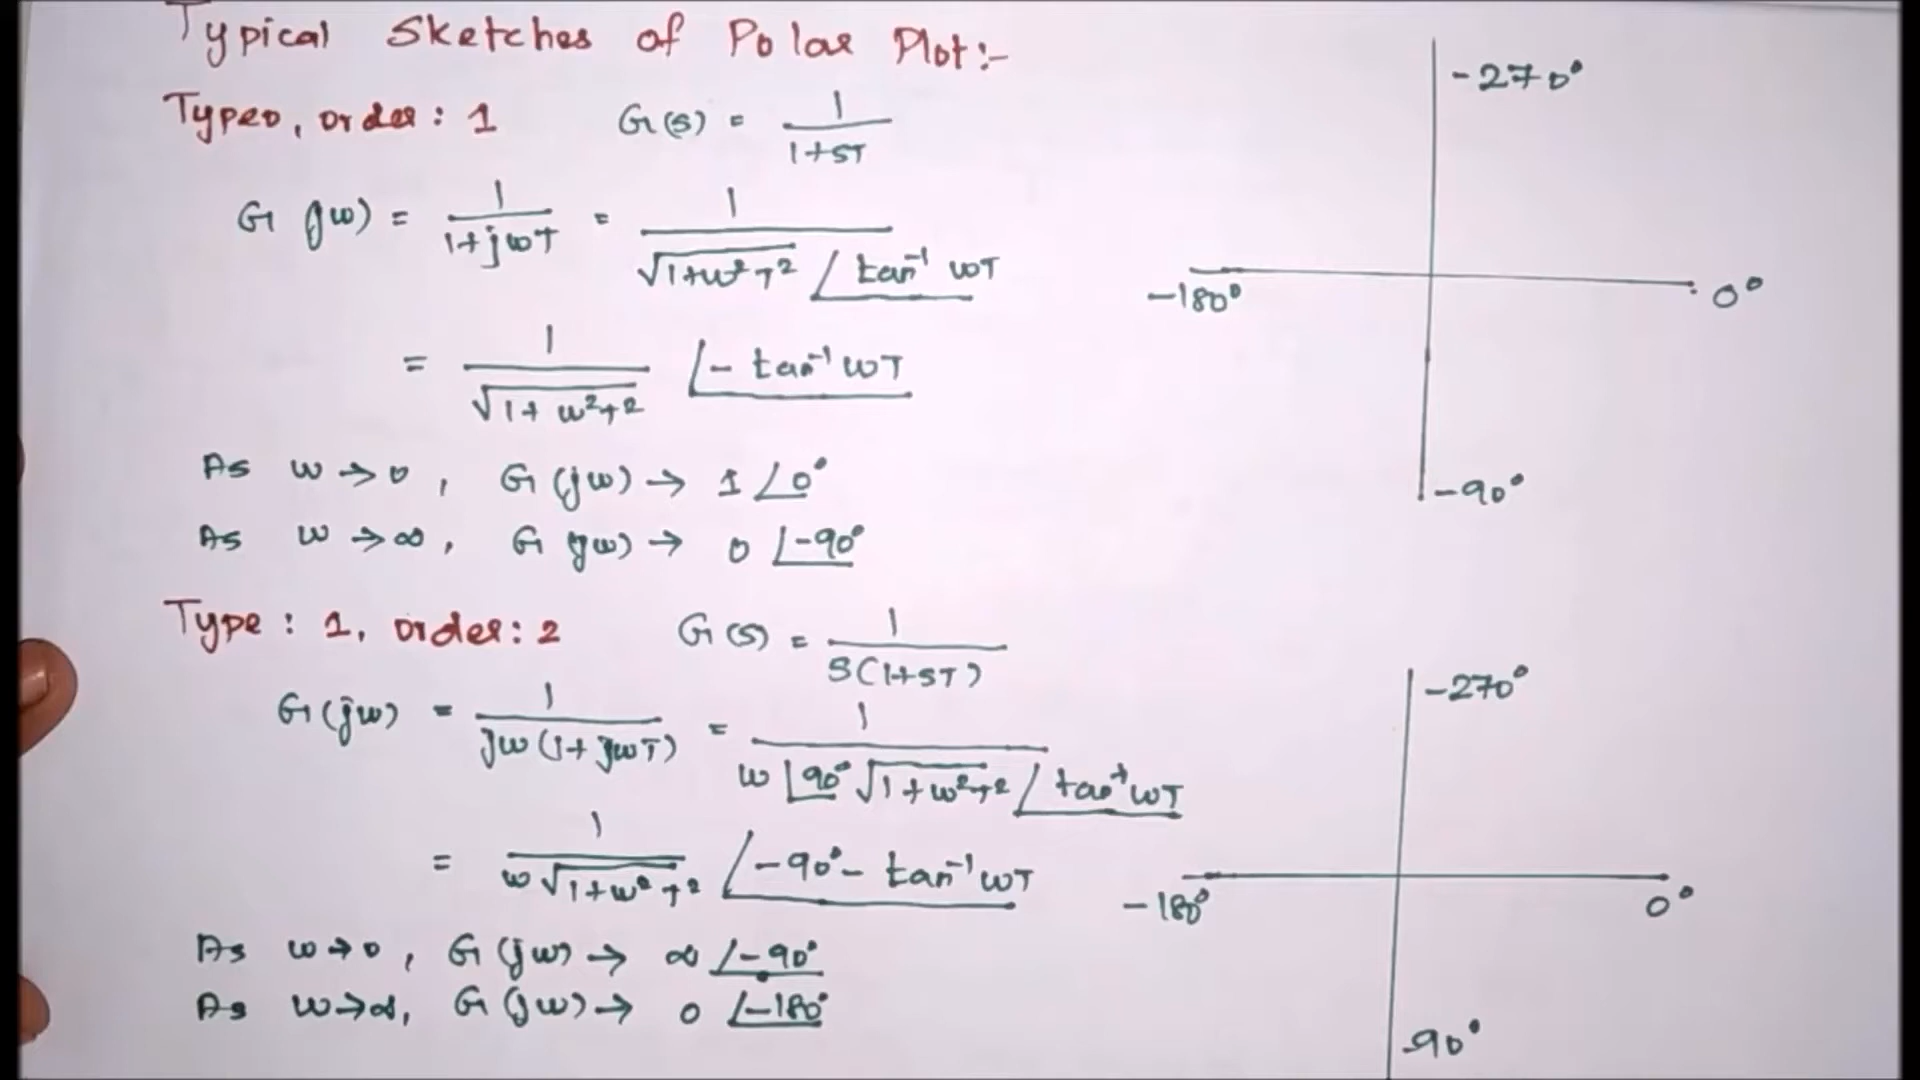 Typical Sketches of Polar Plot:-
Type0, order: 1 G(s) = 1/(1+ST)
G(jω) = 1/(1+jωT) = 1/(√(1+ω²T²) ∠tan⁻¹ ωT)
= 1/√(1+ω²T²) ∠-tan⁻¹ ωT
As ω→0, G(jω) → 1∠0°
As ω→∞, G(jω) → 0∠-90°
-270°
-180°
0°
-90°
Type: 1, order: 2 G(s) = 1/(S(1+ST))
G(jω) = 1/(jω(1+jωT)) = 1/(ω∠90° √(1+ω²T²) ∠tan⁻¹ωT)
= 1/(ω√(1+ω²T²)) ∠-90°-tan⁻¹ωT
As ω→0, G(jω) → ∞∠-90°
As ω→∞, G(jω) → 0∠-180°
-270°
-180°
0°
-90°